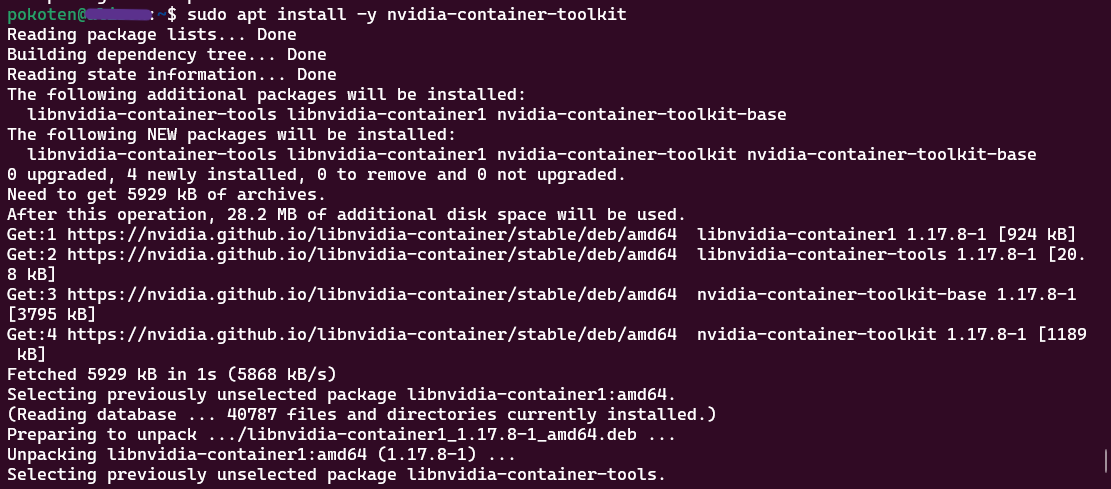 pokoten@:~$ sudo apt install -y nvidia-container-toolkit
Reading package lists... Done
Building dependency tree... Done
Reading state information... Done
The following additional packages will be installed:
  libnvidia-container-tools libnvidia-container1 nvidia-container-toolkit-base
The following NEW packages will be installed:
  libnvidia-container-tools libnvidia-container1 nvidia-container-toolkit nvidia-container-toolkit-base
0 upgraded, 4 newly installed, 0 to remove and 0 not upgraded.
Need to get 5929 kB of archives.
After this operation, 28.2 MB of additional disk space will be used.
Get:1 https://nvidia.github.io/libnvidia-container/stable/deb/amd64  libnvidia-container1 1.17.8-1 [924 kB]
Get:2 https://nvidia.github.io/libnvidia-container/stable/deb/amd64  libnvidia-container-tools 1.17.8-1 [20.
8 kB]
Get:3 https://nvidia.github.io/libnvidia-container/stable/deb/amd64  nvidia-container-toolkit-base 1.17.8-1
[3795 kB]
Get:4 https://nvidia.github.io/libnvidia-container/stable/deb/amd64  nvidia-container-toolkit 1.17.8-1 [1189
 kB]
Fetched 5929 kB in 1s (5868 kB/s)
Selecting previously unselected package libnvidia-container1:amd64.
(Reading database ... 40787 files and directories currently installed.)
Preparing to unpack .../libnvidia-container1_1.17.8-1_amd64.deb ...
Unpacking libnvidia-container1:amd64 (1.17.8-1) ...
Selecting previously unselected package libnvidia-container-tools.